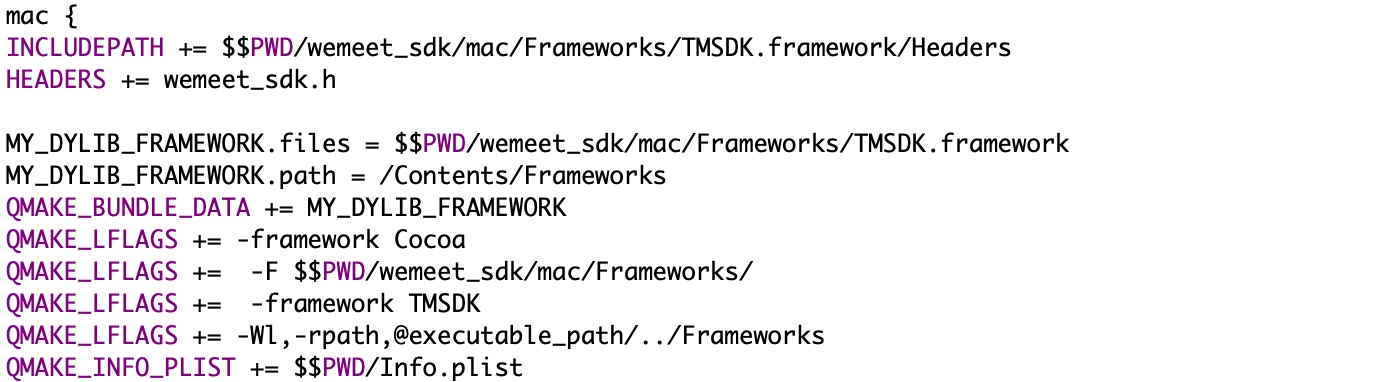 mac {
INCLUDEPATH += $$PWD/wemeet_sdk/mac/Frameworks/TMSDK.framework/Headers
HEADERS += wemeet_sdk.h

MY_DYLIB_FRAMEWORK.files = $$PWD/wemeet_sdk/mac/Frameworks/TMSDK.framework
MY_DYLIB_FRAMEWORK.path = /Contents/Frameworks
QMAKE_BUNDLE_DATA += MY_DYLIB_FRAMEWORK
QMAKE_LFLAGS += -framework Cocoa
QMAKE_LFLAGS +=  -F $$PWD/wemeet_sdk/mac/Frameworks/
QMAKE_LFLAGS +=  -framework TMSDK
QMAKE_LFLAGS += -Wl,-rpath,@executable_path/../Frameworks
QMAKE_INFO_PLIST += $$PWD/Info.plist